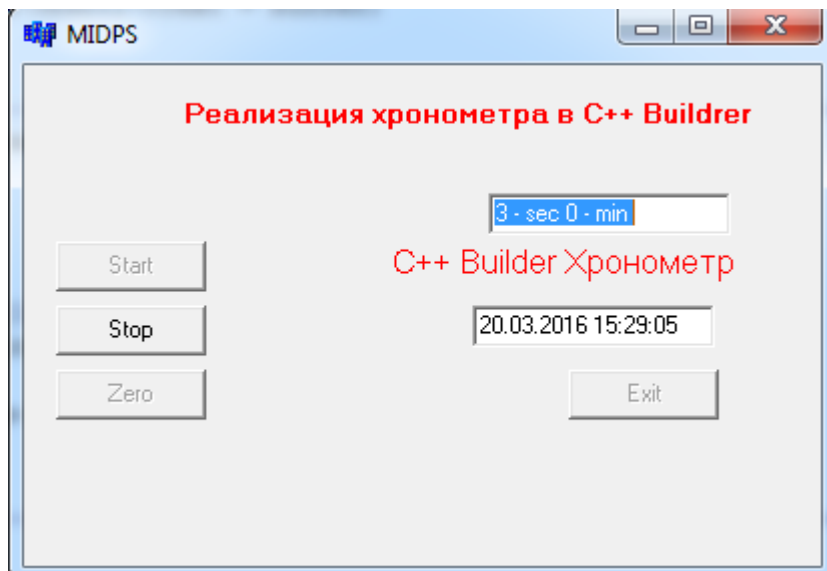 MIDPS
Реализация хронометра в C++ Buildrer
3 - sec 0 - min
Start
C++ Builder Хронометр
Stop
20.03.2016 15:29:05
Zero
Exit